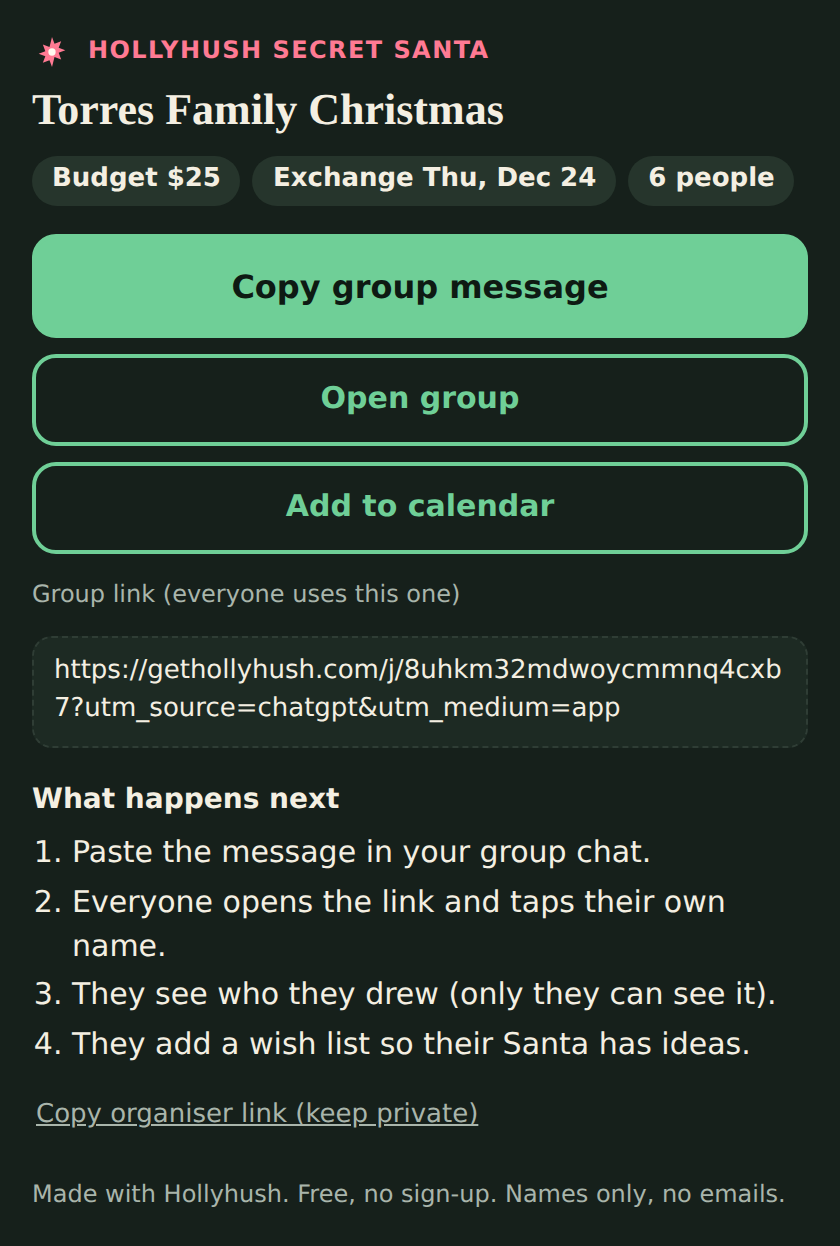 HOLLYHUSH SECRET SANTA
Torres Family Christmas
Budget $25
Exchange Thu, Dec 24
6 people
Copy group message
Open group
Add to calendar
Group link (everyone uses this one)
https://gethollyhush.com/j/8uhkm32mdwoycmmnq4cxb
7?utm_source=chatgpt&utm_medium=app
What happens next
1. Paste the message in your group chat.
2. Everyone opens the link and taps their own
name.
3. They see who they drew (only they can see it).
4. They add a wish list so their Santa has ideas.
Copy organiser link (keep private)
Made with Hollyhush. Free, no sign-up. Names only, no emails.